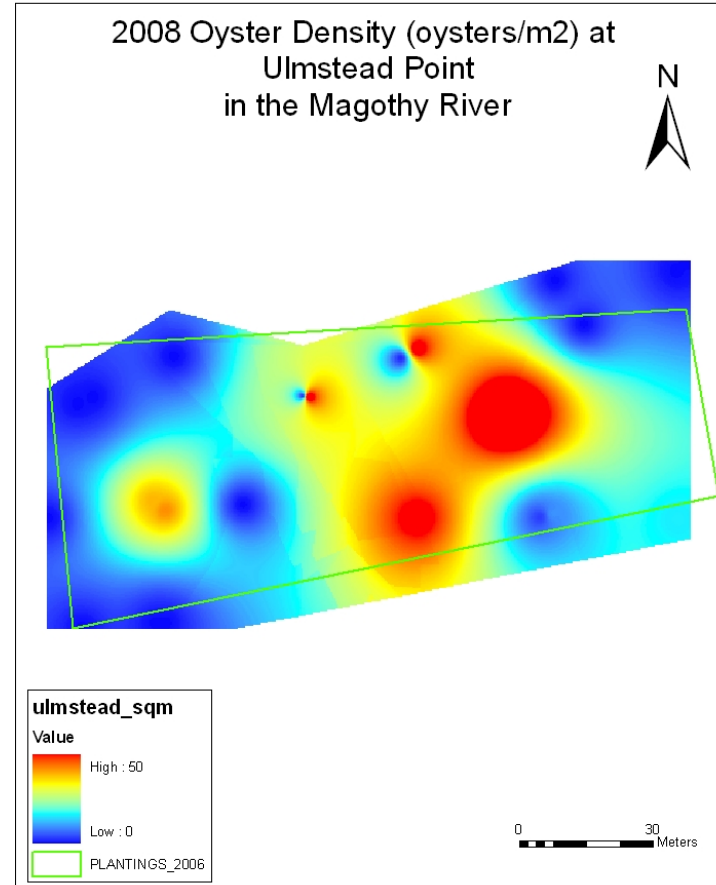 2008 Oyster Density (oysters/m2) at
Ulmstead Point
in the Magothy River
N
ulmstead_sqm
Value
High : 50
Low : 0
PLANTINGS_2006
0 30
Meters